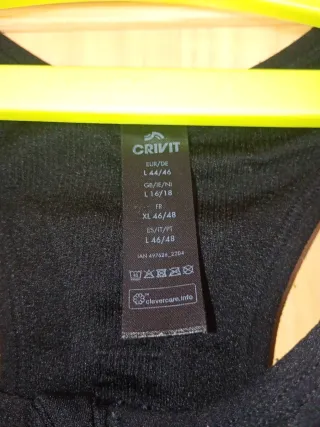 CRIVIT
EUR/DE
L 44/46
GB/IE/NI
L 16/18
FR
XL 46/48
ES/IT/PT
L 46/48
IAN 497626_2204
clevercare.info